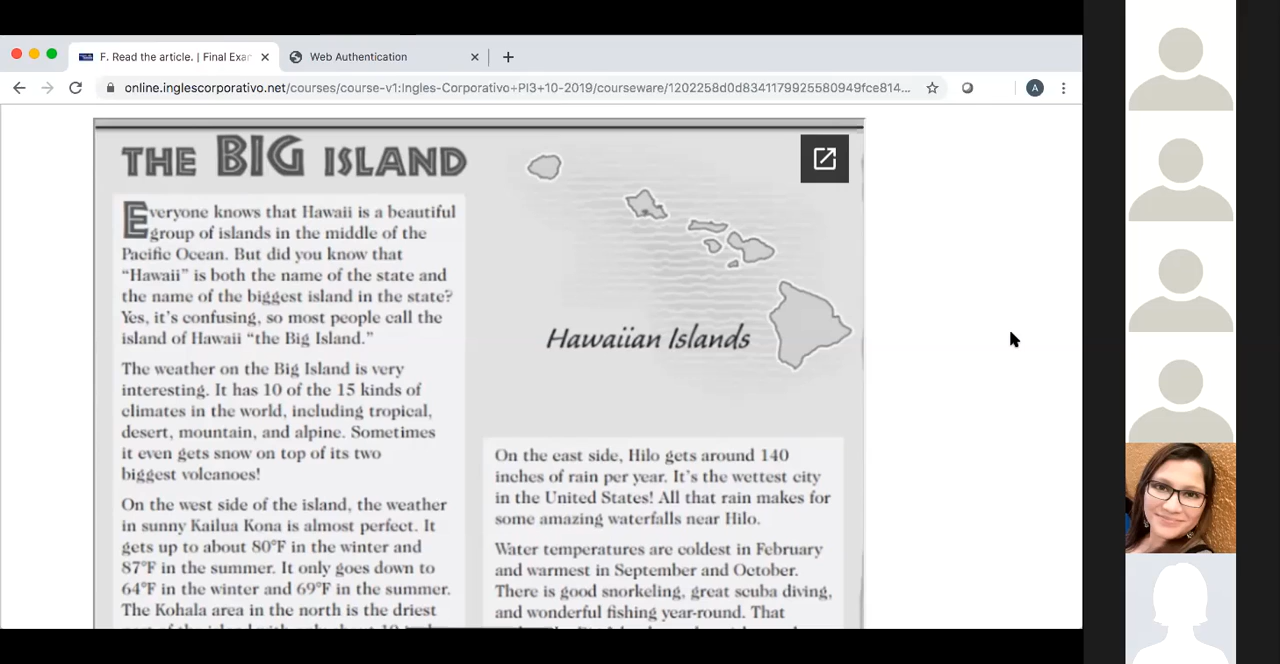 F. Read the article. | Final Exar
Web Authentication
online.inglescorporativo.net/courses/course-v1:Ingles-Corporativo+PI3+10-2019/courseware/1202258d0d8341179925580949fce814...
A
THE BIG ISLAND
Everyone knows that Hawaii is a beautiful
group of islands in the middle of the
Pacific Ocean. But did you know that
“Hawaii” is both the name of the state and
the name of the biggest island in the state?
Yes, it's confusing, so most people call the
island of Hawaii “the Big Island.”
The weather on the Big Island is very
interesting. It has 10 of the 15 kinds of
climates in the world, including tropical,
desert, mountain, and alpine. Sometimes
it even gets snow on top of its two
biggest volcanoes!
On the west side of the island, the weather
in sunny Kailua Kona is almost perfect. It
gets up to about 80°F in the winter and
87°F in the summer. It only goes down to
64°F in the winter and 69°F in the summer.
The Kohala area in the north is the driest
Hawaiian Islands
On the east side, Hilo gets around 140
inches of rain per year. It's the wettest city
in the United States! All that rain makes for
some amazing waterfalls near Hilo.
Water temperatures are coldest in February
and warmest in September and October.
There is good snorkeling, great scuba diving,
and wonderful fishing year-round. That